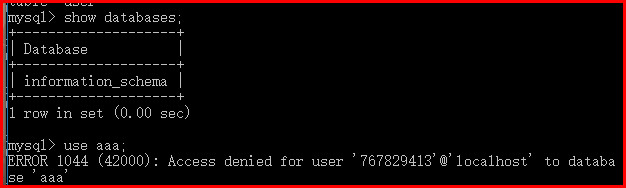 mysql> show databases;
+--------------------+
| Database           |
+--------------------+
| information_schema |
+--------------------+
1 row in set (0.00 sec)
mysql> use aaa;
ERROR 1044 (42000): Access denied for user '767829413'@'localhost' to databa
se 'aaa'